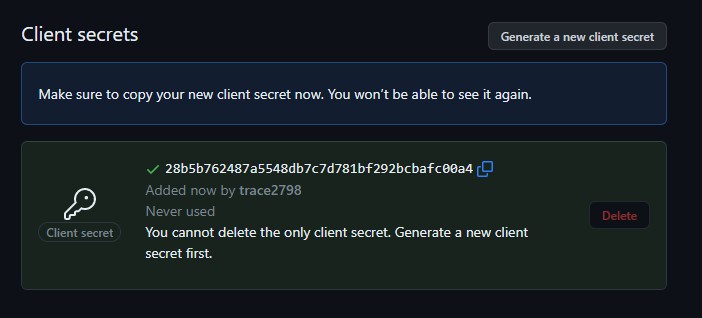 Client secrets
Generate a new client secret
Make sure to copy your new client secret now. You won't be able to see it again.
28b5b762487a5548db7c7d781bf292bcbafc00a4
Added now by trace2798
Never used
Client secret
You cannot delete the only client secret. Generate a new client
secret first.
Delete